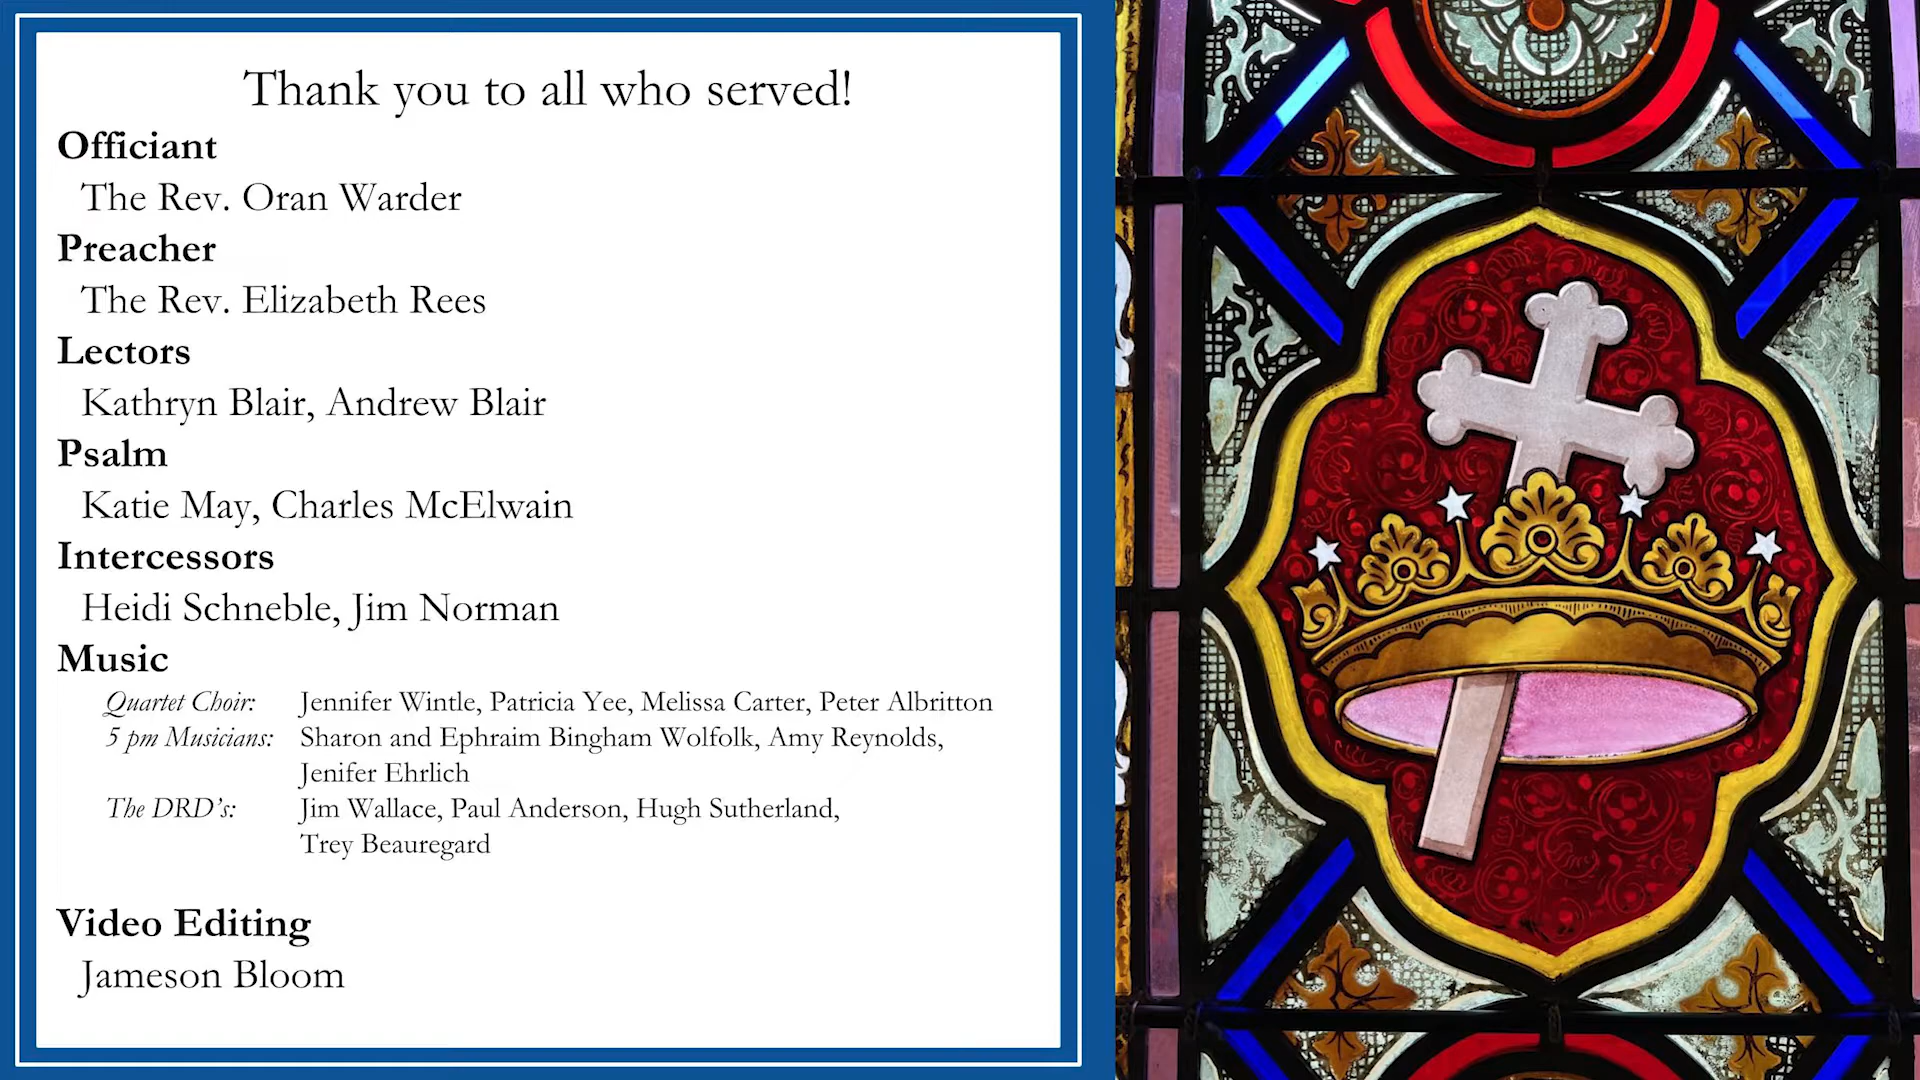 Thank you to all who served!
Officiant
The Rev. Oran Warder
Preacher
The Rev. Elizabeth Rees
Lectors
Kathryn Blair, Andrew Blair
Psalm
Katie May, Charles McElwain
Intercessors
Heidi Schneble, Jim Norman
Music
Quartet Choir: Jennifer Wintle, Patricia Yee, Melissa Carter, Peter Albritton
5 pm Musicians: Sharon and Ephraim Bingham Wolfolk, Amy Reynolds,
Jenifer Ehrlich
The DRD's: Jim Wallace, Paul Anderson, Hugh Sutherland,
Trey Beauregard
Video Editing
Jameson Bloom